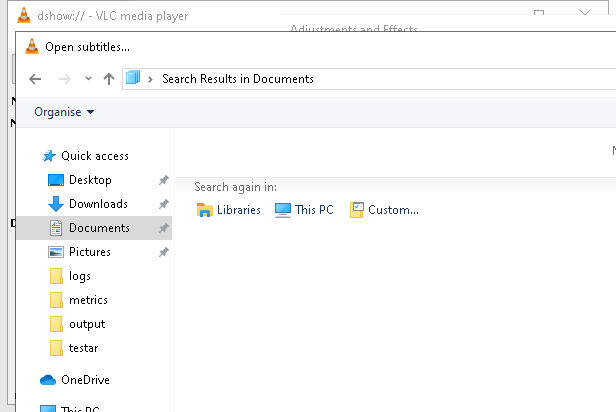 dshow:// - VLC media player
Adjustments and Effects
Open subtitles...
Search Results in Documents
Organise
Quick access
Desktop
Downloads
Documents
Pictures
logs
metrics
output
testar
OneDrive
This PC
Search again in:
Libraries
This PC
Custom...